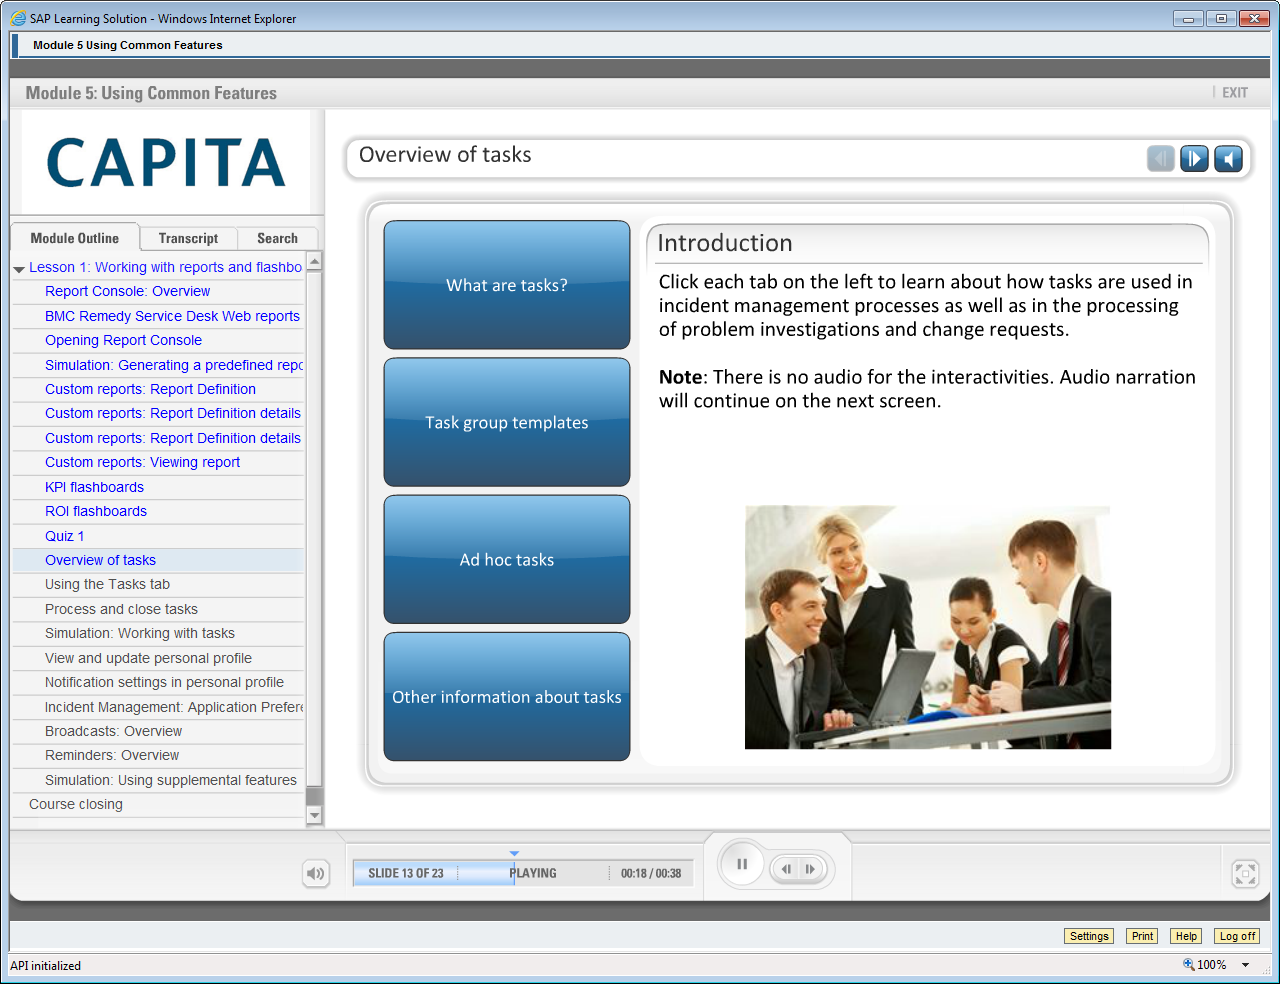 SAP Learning Solution - Windows Internet Explorer
Module 5 Using Common Features
Module 5: Using Common Features
EXIT
CAPITA
Module Outline
Transcript
Search
Lesson 1: Working with reports and flashbo
Report Console: Overview
BMC Remedy Service Desk Web reports
Opening Report Console
Simulation: Generating a predefined repo
Custom reports: Report Definition
Custom reports: Report Definition details
Custom reports: Report Definition details
Custom reports: Viewing report
KPI flashboards
ROI flashboards
Quiz 1
Overview of tasks
Using the Tasks tab
Process and close tasks
Simulation: Working with tasks
View and update personal profile
Notification settings in personal profile
Incident Management: Application Prefere
Broadcasts: Overview
Reminders: Overview
Simulation: Using supplemental features
Course closing
Overview of tasks
What are tasks?
Task group templates
Ad hoc tasks
Other information about tasks
Introduction
Click each tab on the left to learn about how tasks are used in
incident management processes as well as in the processing
of problem investigations and change requests.
Note: There is no audio for the interactivities. Audio narration
will continue on the next screen.
SLIDE 13 OF 23
PLAYING
00:18 / 00:38
Settings
Print
Help
Log off
API initialized
100%